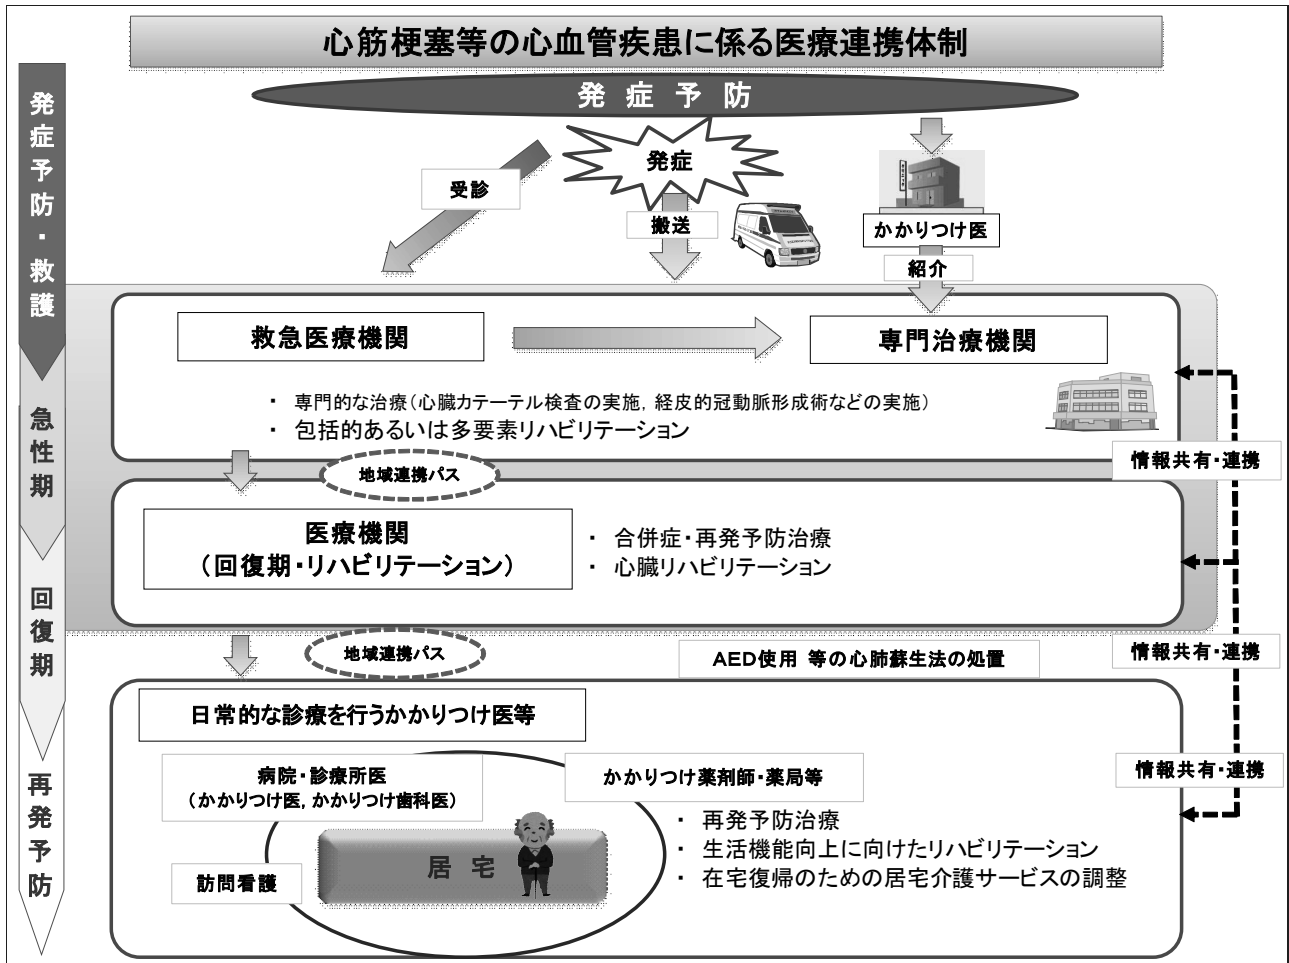 心筋梗塞等の心血管疾患に係る医療連携体制
発症予防
発症予防・救護
急性期
回復期
再発予防
発症
受診
搬送
かかりつけ医
紹介
救急医療機関
専門治療機関
・ 専門的な治療（心臓カテーテル検査の実施，経皮的冠動脈形成術などの実施）
・ 包括的あるいは多要素リハビリテーション
情報共有・連携
地域連携パス
医療機関
（回復期・リハビリテーション）
・ 合併症・再発予防治療
・ 心臓リハビリテーション
地域連携パス
AED使用 等の心肺蘇生法の処置
情報共有・連携
日常的な診療を行うかかりつけ医等
病院・診療所医
（かかりつけ医，かかりつけ歯科医）
かかりつけ薬剤師・薬局等
情報共有・連携
居宅
訪問看護
・ 再発予防治療
・ 生活機能向上に向けたリハビリテーション
・ 在宅復帰のための居宅介護サービスの調整